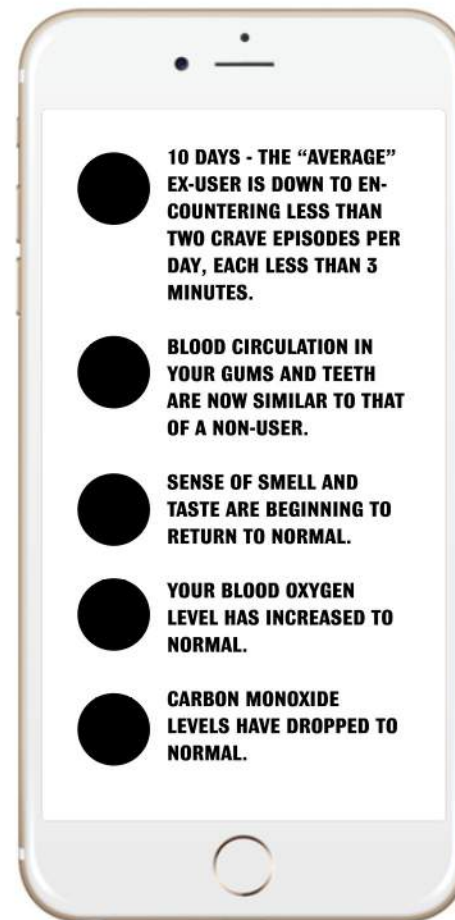 10 DAYS - THE “AVERAGE”
EX-USER IS DOWN TO EN-
COUNTERING LESS THAN
TWO CRAVE EPISODES PER
DAY, EACH LESS THAN 3
MINUTES.
BLOOD CIRCULATION IN
YOUR GUMS AND TEETH
ARE NOW SIMILAR TO THAT
OF A NON-USER.
SENSE OF SMELL AND
TASTE ARE BEGINNING TO
RETURN TO NORMAL.
YOUR BLOOD OXYGEN
LEVEL HAS INCREASED TO
NORMAL.
CARBON MONOXIDE
LEVELS HAVE DROPPED TO
NORMAL.